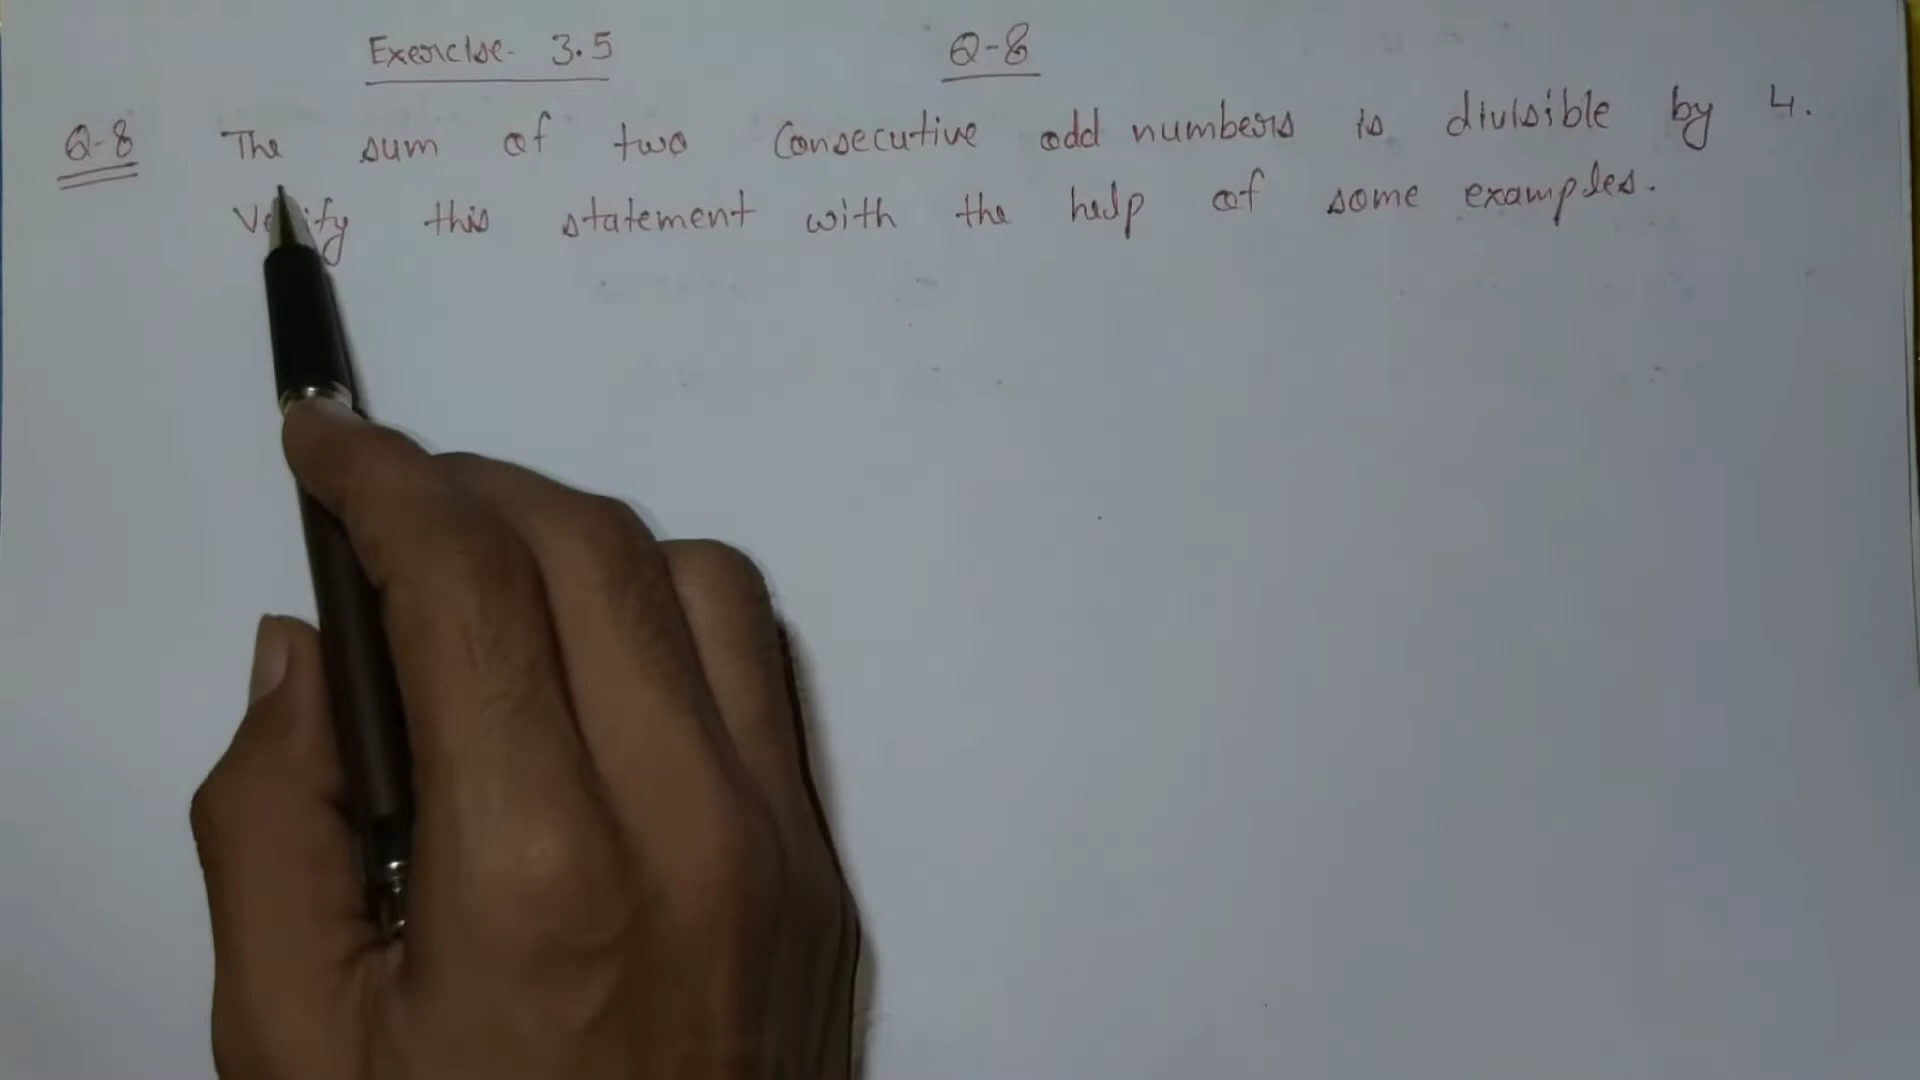 Exercise- 3.5 Q-8
Q-8 The sum of two Consecutive odd numbers is divisible by 4.
Verify this statement with the help of some examples.